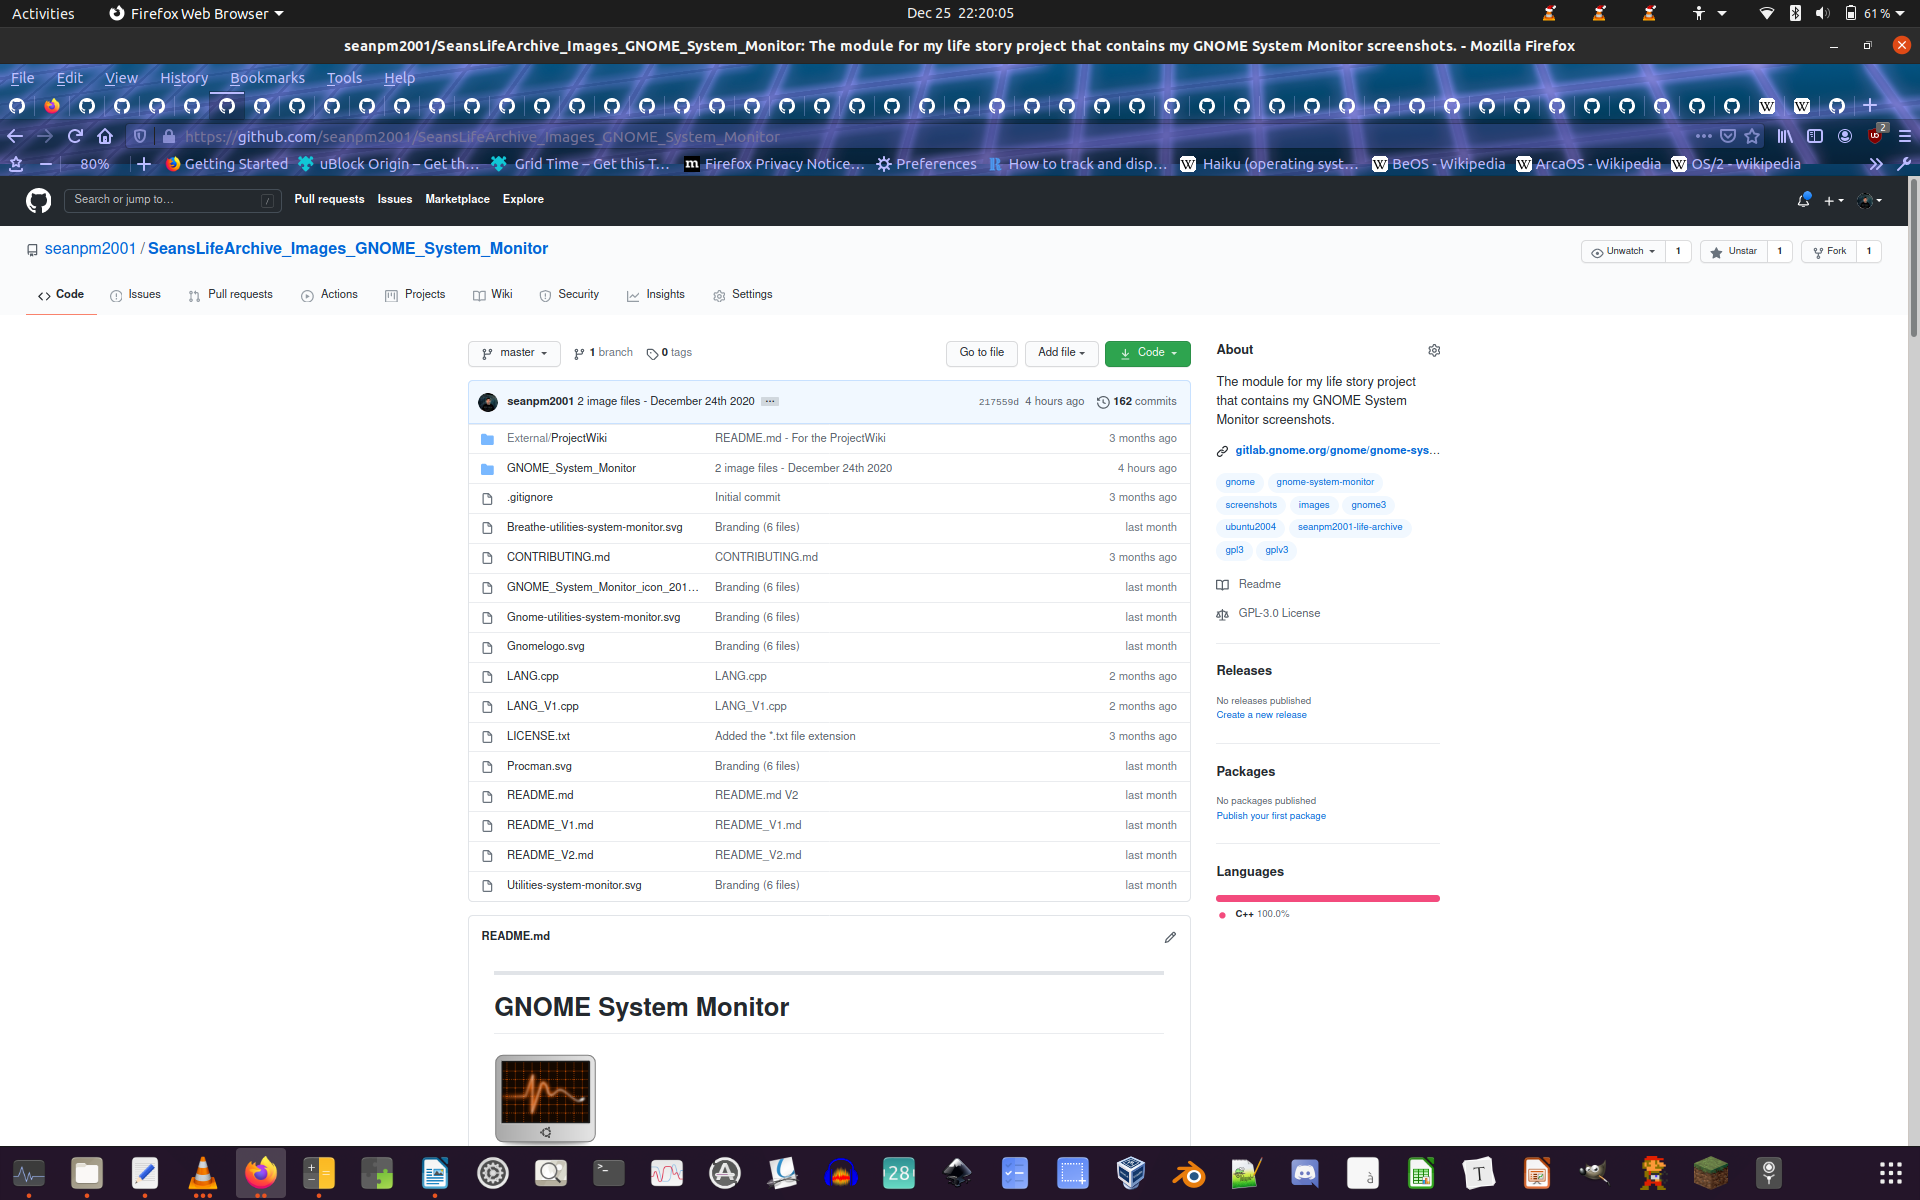 Activities Firefox Web Browser Dec 25 22:20:05 61 %
seanpm2001/SeansLifeArchive_Images_GNOME_System_Monitor: The module for my life story project that contains my GNOME System Monitor screenshots. - Mozilla Firefox
File Edit View History Bookmarks Tools Help
https://github.com/seanpm2001/SeansLifeArchive_Images_GNOME_System_Monitor 2
80% Getting Started uBlock Origin – Get th… Grid Time – Get this T… Firefox Privacy Notice… Preferences How to track and disp… Haiku (operating syst… BeOS - Wikipedia ArcaOS - Wikipedia OS/2 - Wikipedia
Search or jump to… / Pull requests Issues Marketplace Explore
seanpm2001 / SeansLifeArchive_Images_GNOME_System_Monitor Unwatch 1 Unstar 1 Fork 1
Code Issues Pull requests Actions Projects Wiki Security Insights Settings
master 1 branch 0 tags Go to file Add file Code
seanpm2001 2 image files - December 24th 2020 ... 217559d 4 hours ago 162 commits
External/ProjectWiki README.md - For the ProjectWiki 3 months ago
GNOME_System_Monitor 2 image files - December 24th 2020 4 hours ago
.gitignore Initial commit 3 months ago
Breathe-utilities-system-monitor.svg Branding (6 files) last month
CONTRIBUTING.md CONTRIBUTING.md 3 months ago
GNOME_System_Monitor_icon_201… Branding (6 files) last month
Gnome-utilities-system-monitor.svg Branding (6 files) last month
Gnomelogo.svg Branding (6 files) last month
LANG.cpp LANG.cpp 2 months ago
LANG_V1.cpp LANG_V1.cpp 2 months ago
LICENSE.txt Added the *.txt file extension 3 months ago
Procman.svg Branding (6 files) last month
README.md README.md V2 last month
README_V1.md README_V1.md last month
README_V2.md README_V2.md last month
Utilities-system-monitor.svg Branding (6 files) last month
README.md
GNOME System Monitor
About
The module for my life story project
that contains my GNOME System
Monitor screenshots.
gitlab.gnome.org/gnome/gnome-sys…
gnome gnome-system-monitor
screenshots images gnome3
ubuntu2004 seanpm2001-life-archive
gpl3 gplv3
Readme
GPL-3.0 License
Releases
No releases published
Create a new release
Packages
No packages published
Publish your first package
Languages
C++ 100.0%
28